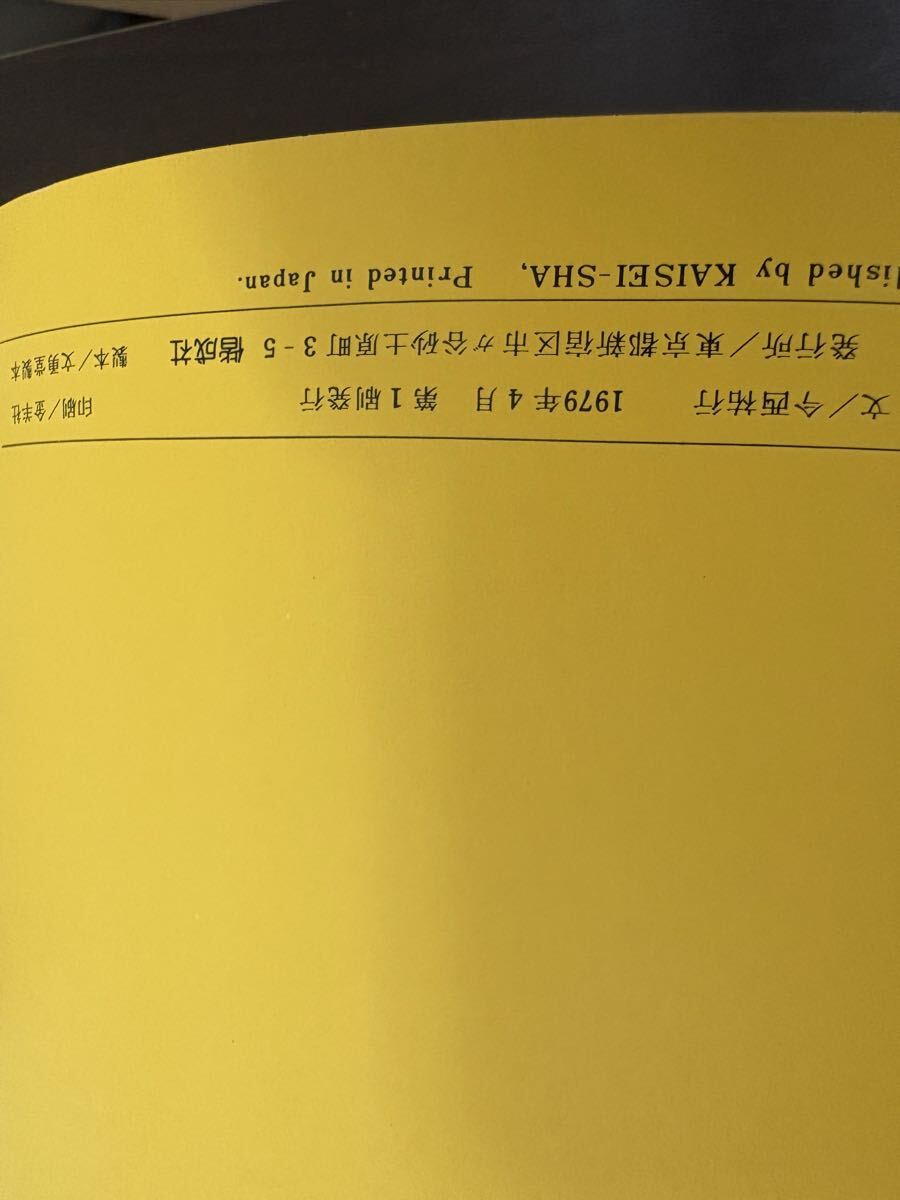 文／今西祐行　1979年4月　第1刷発行　印刷／金羊社
発行所／東京都新宿区市ヶ谷砂土原町3-5 偕成社　製本／文勇堂製本
lished by KAISEI-SHA,　Printed in Japan.